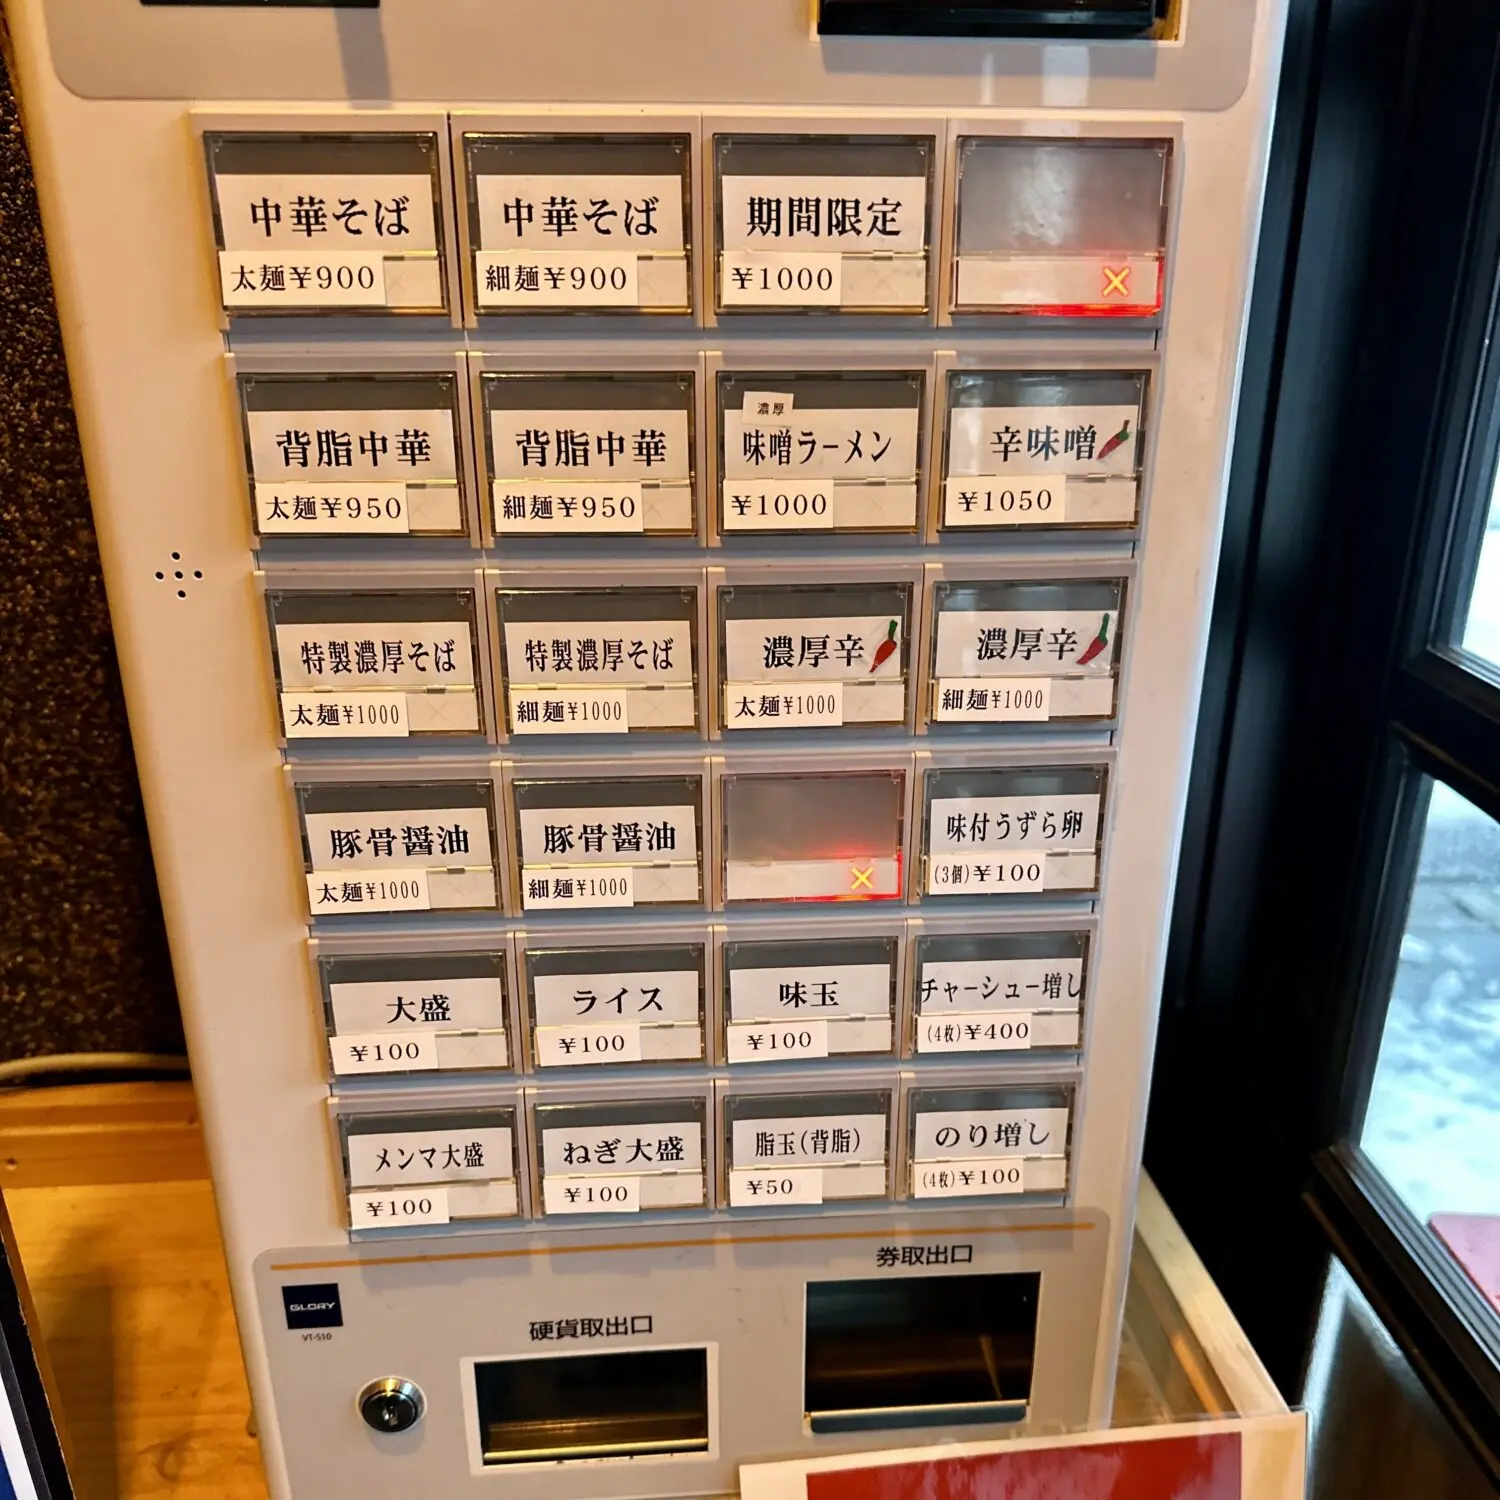 中華そば
太麺¥900
中華そば
細麺¥900
期間限定
¥1000
×
背脂中華
太麺¥950
背脂中華
細麺¥950
濃厚
味噌ラーメン
¥1000
辛味噌
¥1050
特製濃厚そば
太麺¥1000
特製濃厚そば
細麺¥1000
濃厚辛
太麺¥1000
濃厚辛
細麺¥1000
豚骨醤油
太麺¥1000
豚骨醤油
細麺¥1000
×
味付うずら卵
(3個)¥100
大盛
¥100
ライス
¥100
味玉
¥100
チャーシュー増し
(4枚)¥400
メンマ大盛
¥100
ねぎ大盛
¥100
脂玉(背脂)
¥50
のり増し
(4枚)¥100
GLORY
VT-S10
硬貨取出口
券取出口